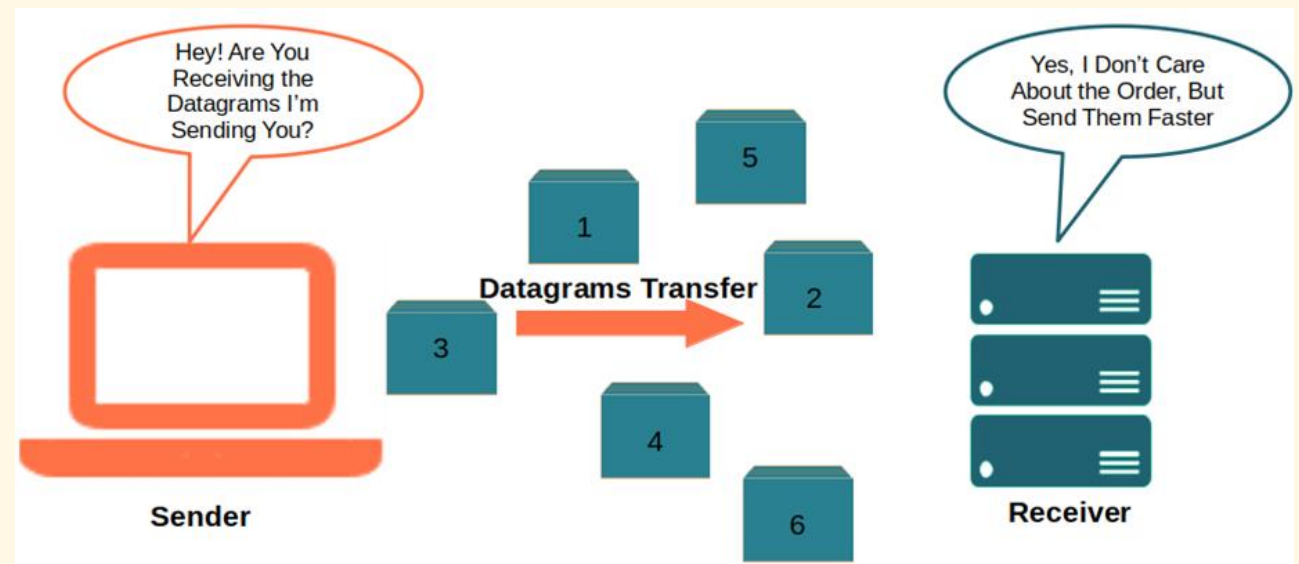 Hey! Are You
Receiving the
Datagrams I'm
Sending You?
Yes, I Don't Care
About the Order, But
Send Them Faster
5
1
Datagrams Transfer
2
3
4
6
Sender
Receiver